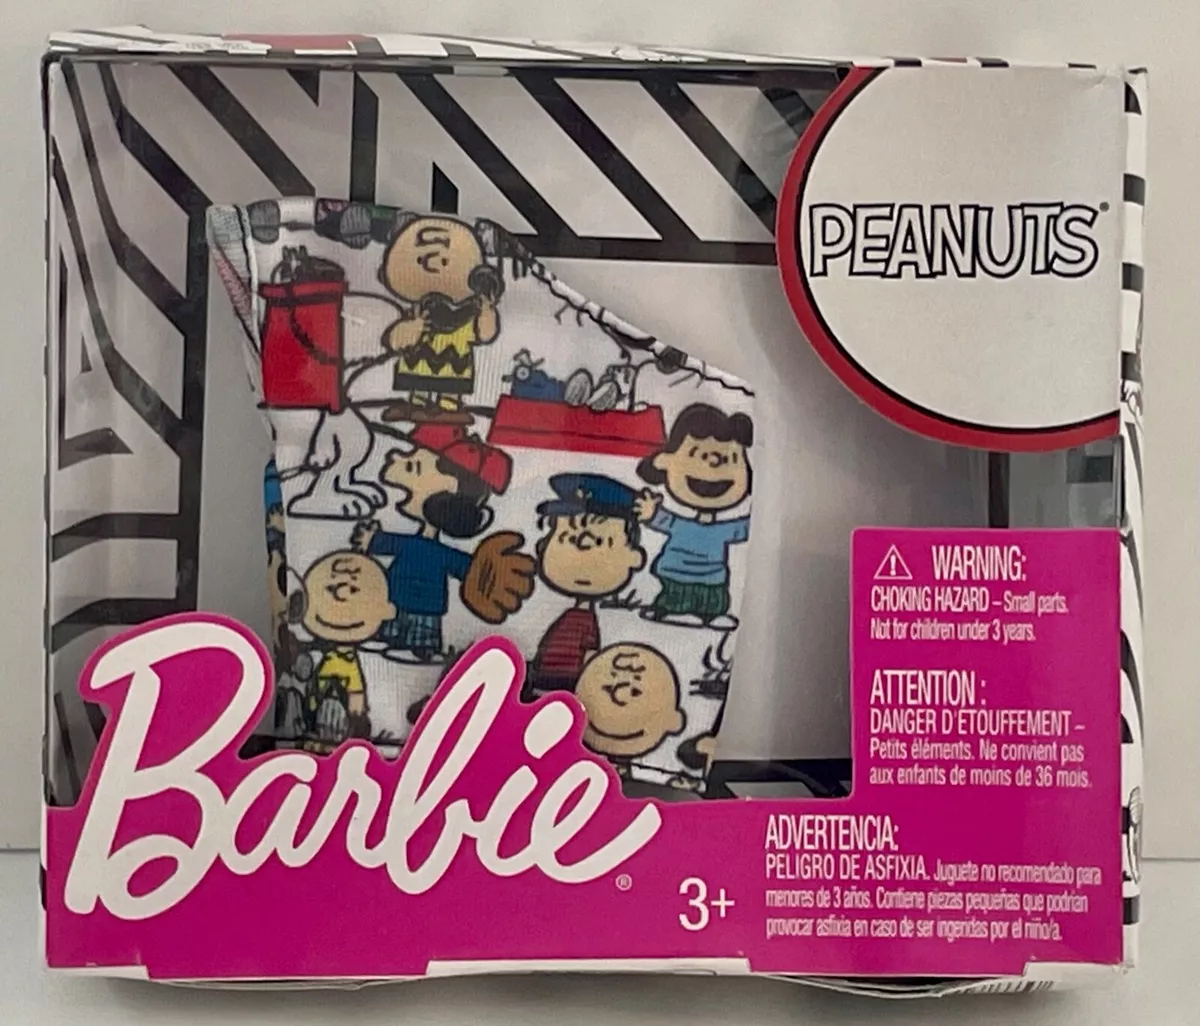 PEANUTS®
⚠ WARNING:
CHOKING HAZARD – Small parts.
Not for children under 3 years.
ATTENTION :
DANGER D'ÉTOUFFEMENT –
Petits éléments. Ne convient pas
aux enfants de moins de 36 mois.
Barbie®
3+
ADVERTENCIA:
PELIGRO DE ASFIXIA. Juguete no recomendado para
menores de 3 años. Contiene piezas pequeñas que podrían
provocar asfixia en caso de ser ingeridas por el niño/a.